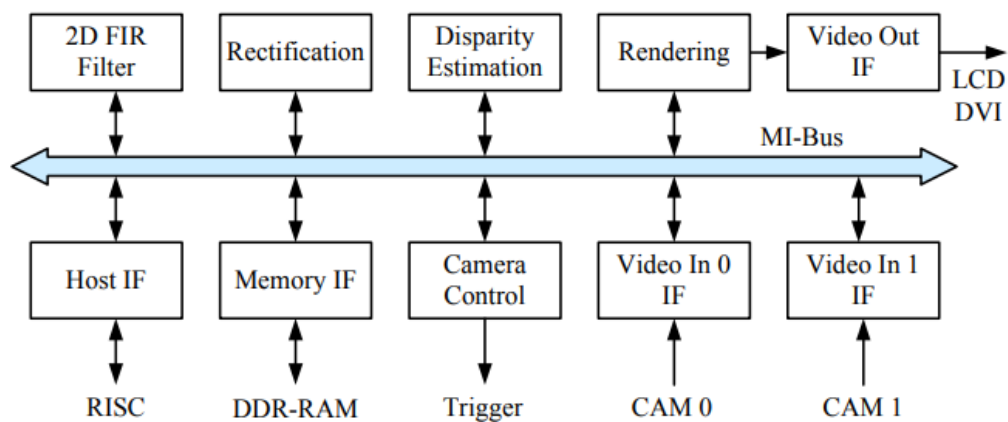 2D FIR
Filter
Rectification
Disparity
Estimation
Rendering
Video Out
IF
LCD
DVI
MI-Bus
Host IF
Memory IF
Camera
Control
Video In 0
IF
Video In 1
IF
RISC
DDR-RAM
Trigger
CAM 0
CAM 1